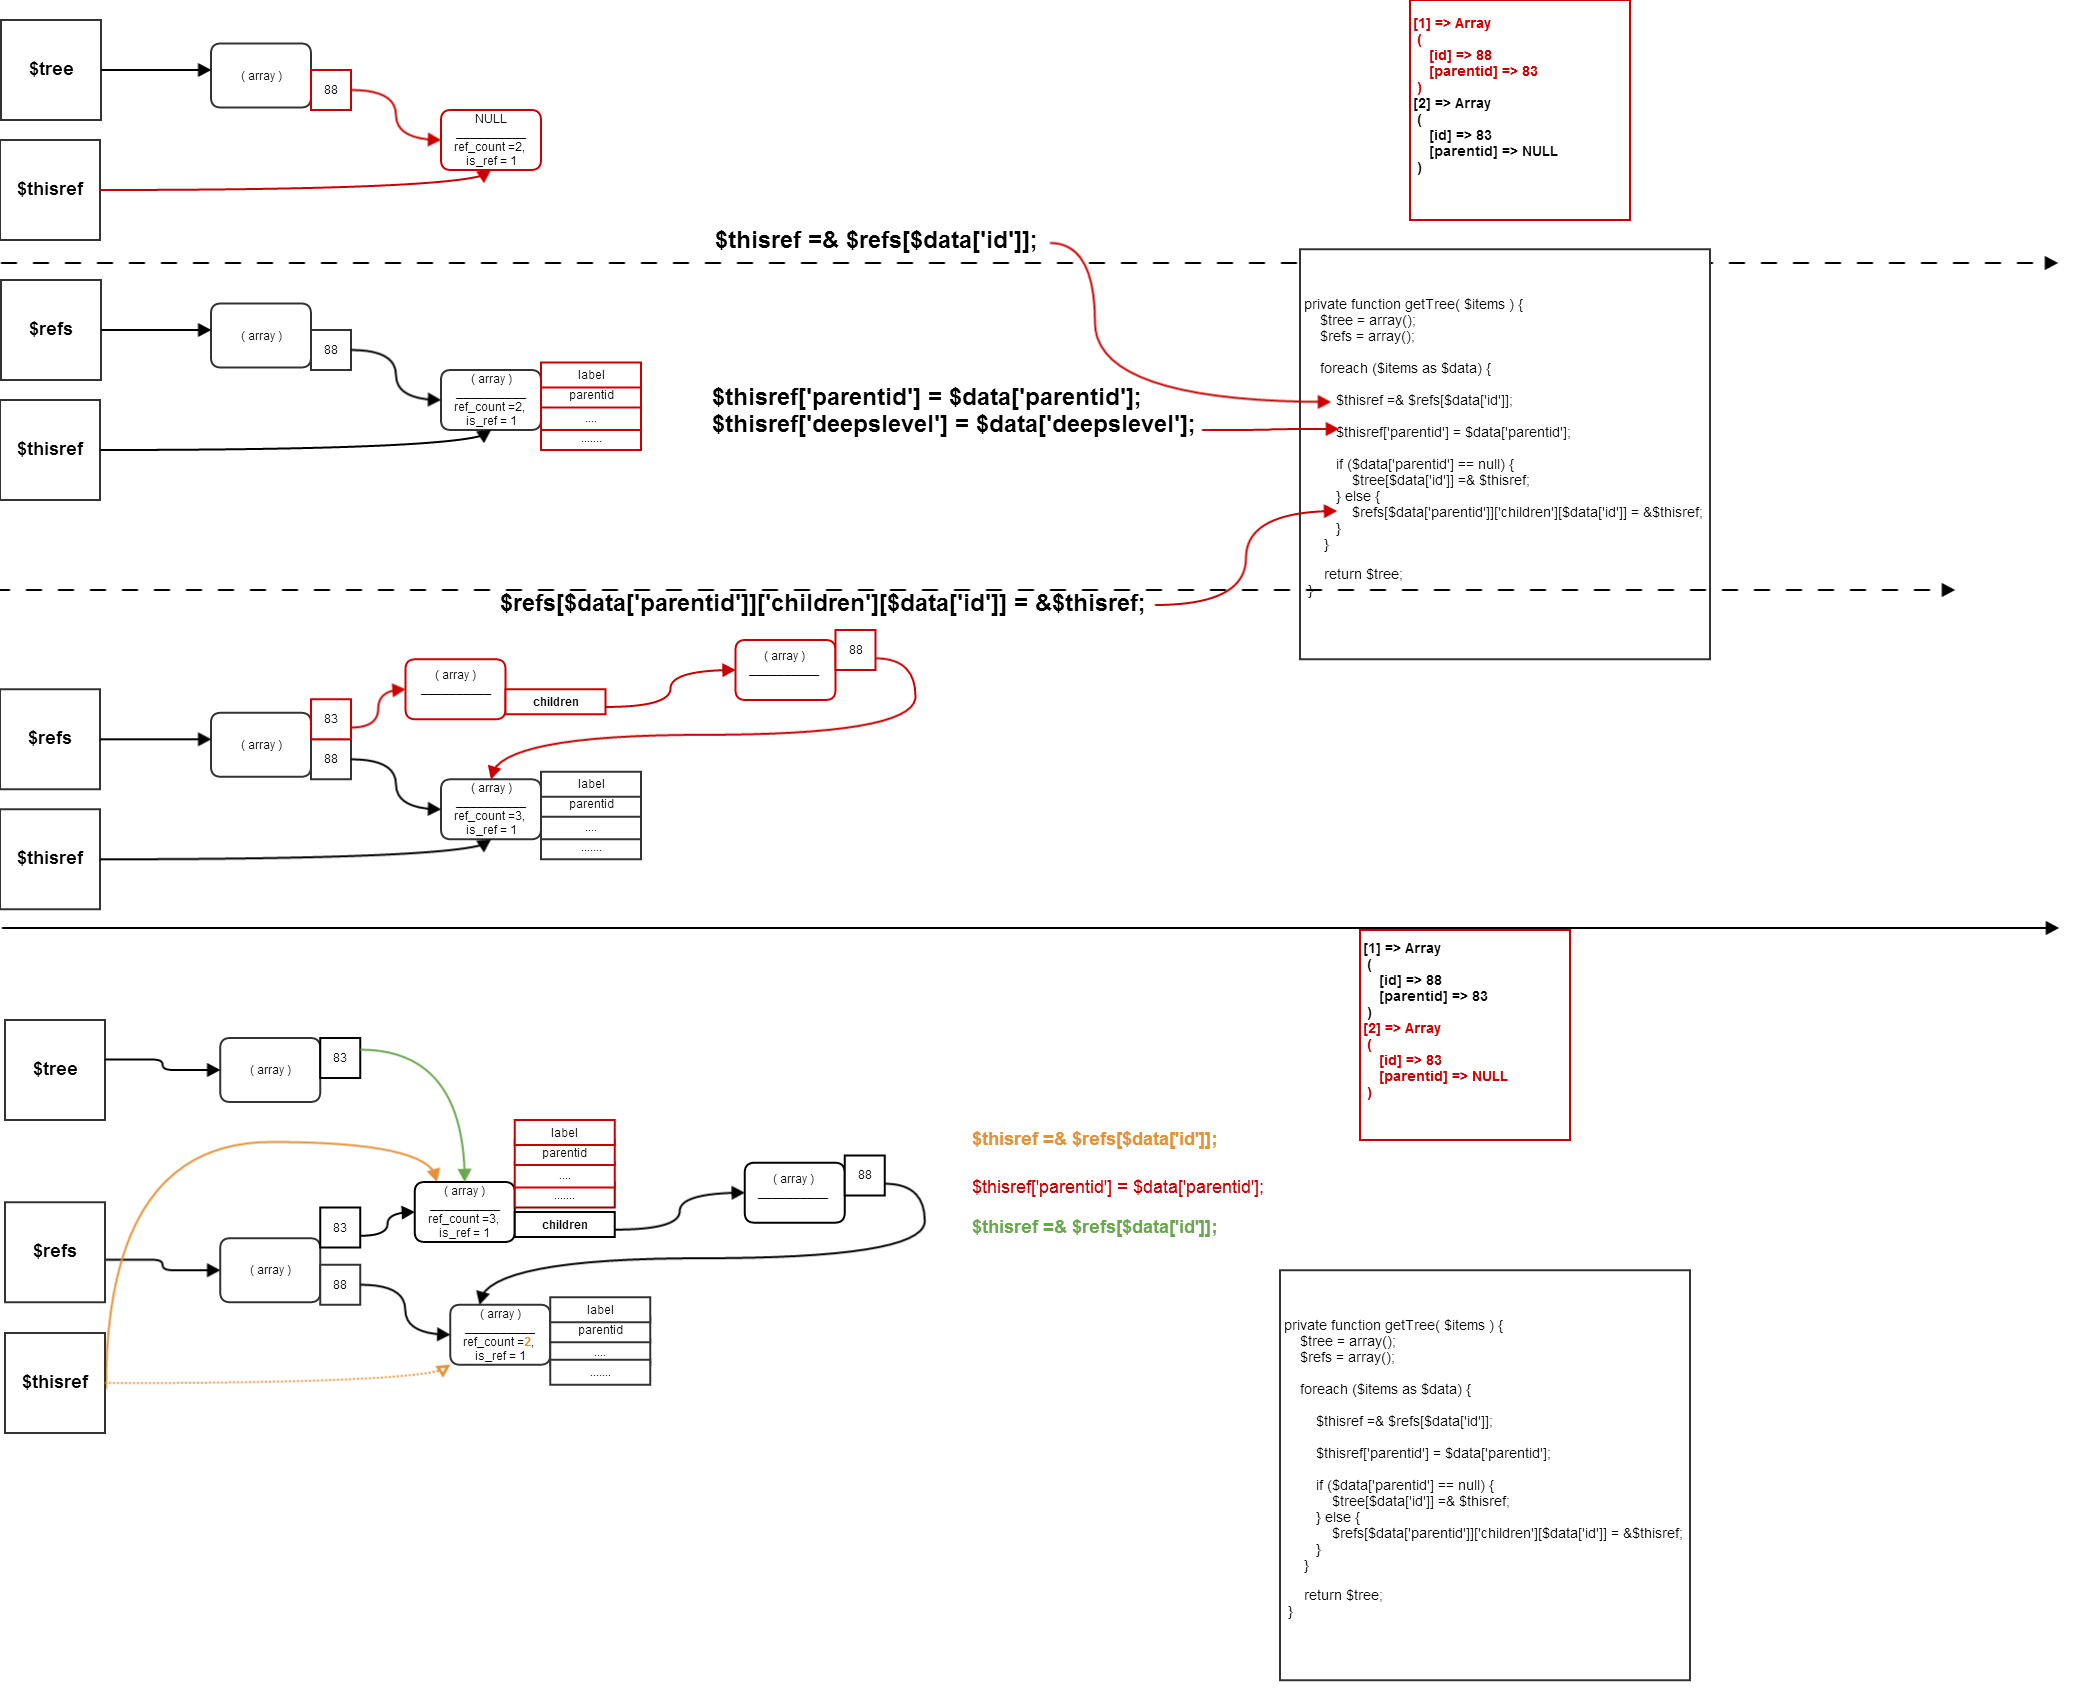 $tree
( array )
88
NULL
__________
ref_count =2,
is_ref = 1
$thisref
[1] => Array
(
[id] => 88
[parentid] => 83
)
[2] => Array
(
[id] => 83
[parentid] => NULL
)
$thisref =& $refs[$data['id']];
$refs
( array )
88
( array )
__________
ref_count =2,
is_ref = 1
label
parentid
....
.......
$thisref
$thisref['parentid'] = $data['parentid'];
$thisref['deepslevel'] = $data['deepslevel'];
private function getTree( $items ) {
$tree = array();
$refs = array();
foreach ($items as $data) {
$thisref =& $refs[$data['id']];
$thisref['parentid'] = $data['parentid'];
if ($data['parentid'] == null) {
$tree[$data['id']] =& $thisref;
} else {
$refs[$data['parentid']]['children'][$data['id']] = &$thisref;
}
}
return $tree;
}
$refs[$data['parentid']]['children'][$data['id']] = &$thisref;
$refs
( array )
83
88
( array )
__________
children
( array )
__________
88
( array )
__________
ref_count =3,
is_ref = 1
label
parentid
....
.......
$thisref
[1] => Array
(
[id] => 88
[parentid] => 83
)
[2] => Array
(
[id] => 83
[parentid] => NULL
)
$tree
( array )
83
label
parentid
....
.......
( array )
__________
ref_count =3,
is_ref = 1
children
( array )
__________
88
$thisref =& $refs[$data['id']];
$thisref['parentid'] = $data['parentid'];
$thisref =& $refs[$data['id']];
$refs
( array )
83
88
( array )
__________
ref_count =2,
is_ref = 1
label
parentid
....
.......
$thisref
private function getTree( $items ) {
$tree = array();
$refs = array();
foreach ($items as $data) {
$thisref =& $refs[$data['id']];
$thisref['parentid'] = $data['parentid'];
if ($data['parentid'] == null) {
$tree[$data['id']] =& $thisref;
} else {
$refs[$data['parentid']]['children'][$data['id']] = &$thisref;
}
}
return $tree;
}